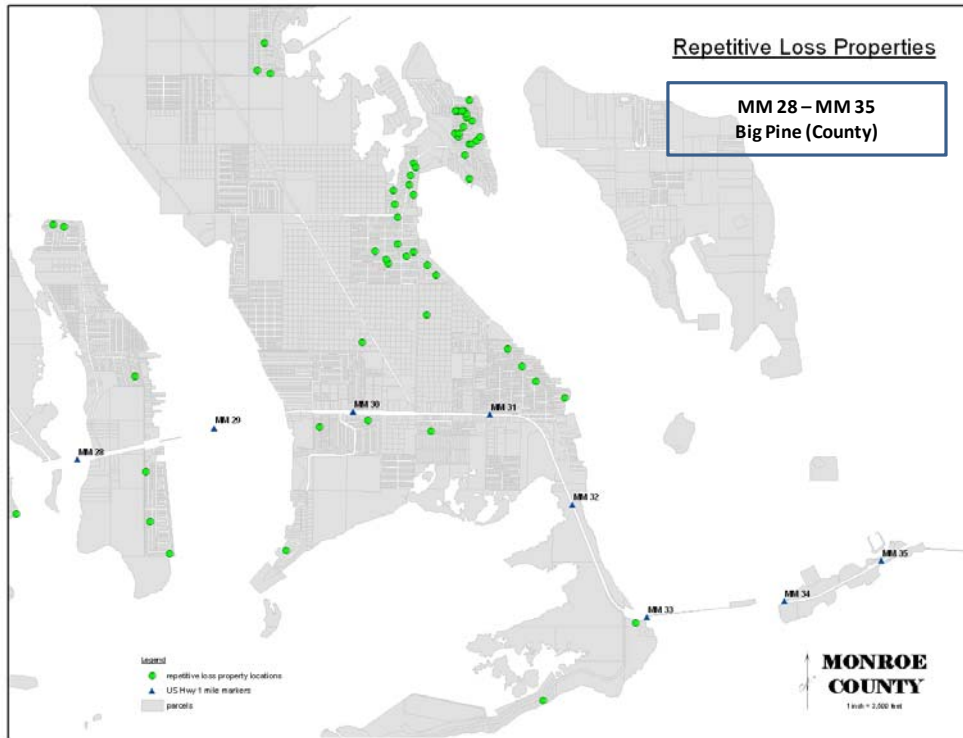 Repetitive Loss Properties
MM 28 – MM 35
Big Pine (County)
MM 30
MM 31
MM 29
MM 28
MM 32
MM 35
MM 34
MM 33
Legend
repetitive loss property locations
US Hwy 1 mile markers
parcels
MONROE
COUNTY
1 inch = 2,500 feet